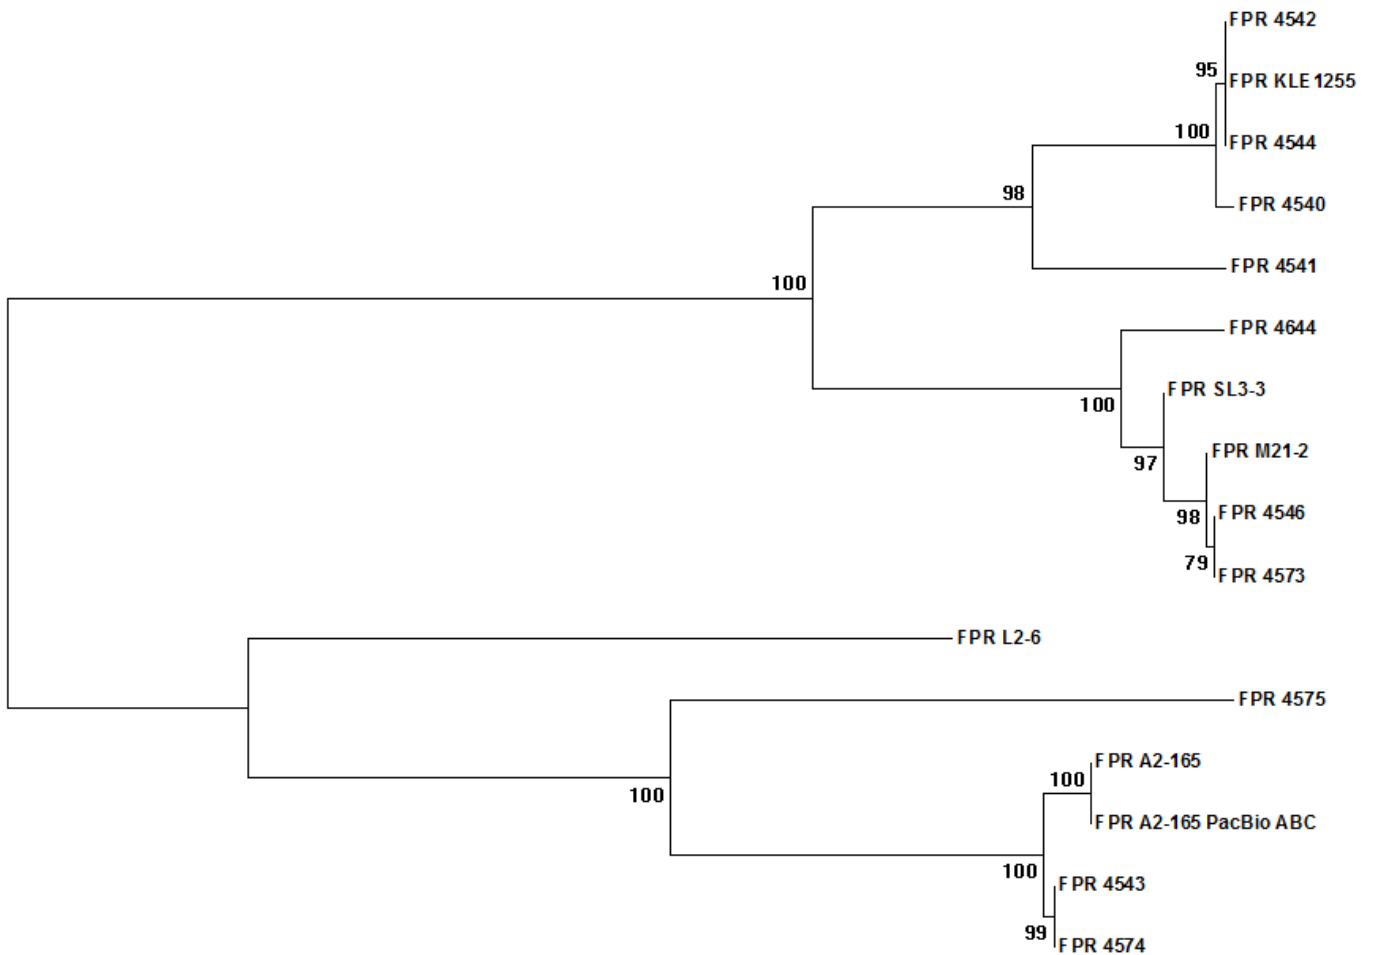 FPR 4542
95
FPR KLE 1255
100
FPR 4544
98
FPR 4540
FPR 4541
100
FPR 4644
FPR SL3-3
100
FPR M21-2
97
FPR 4546
98
79
FPR 4573
FPR L2-6
FPR 4575
FPR A2-165
100
100
FPR A2-165 PacBio ABC
100
FPR 4543
99
FPR 4574